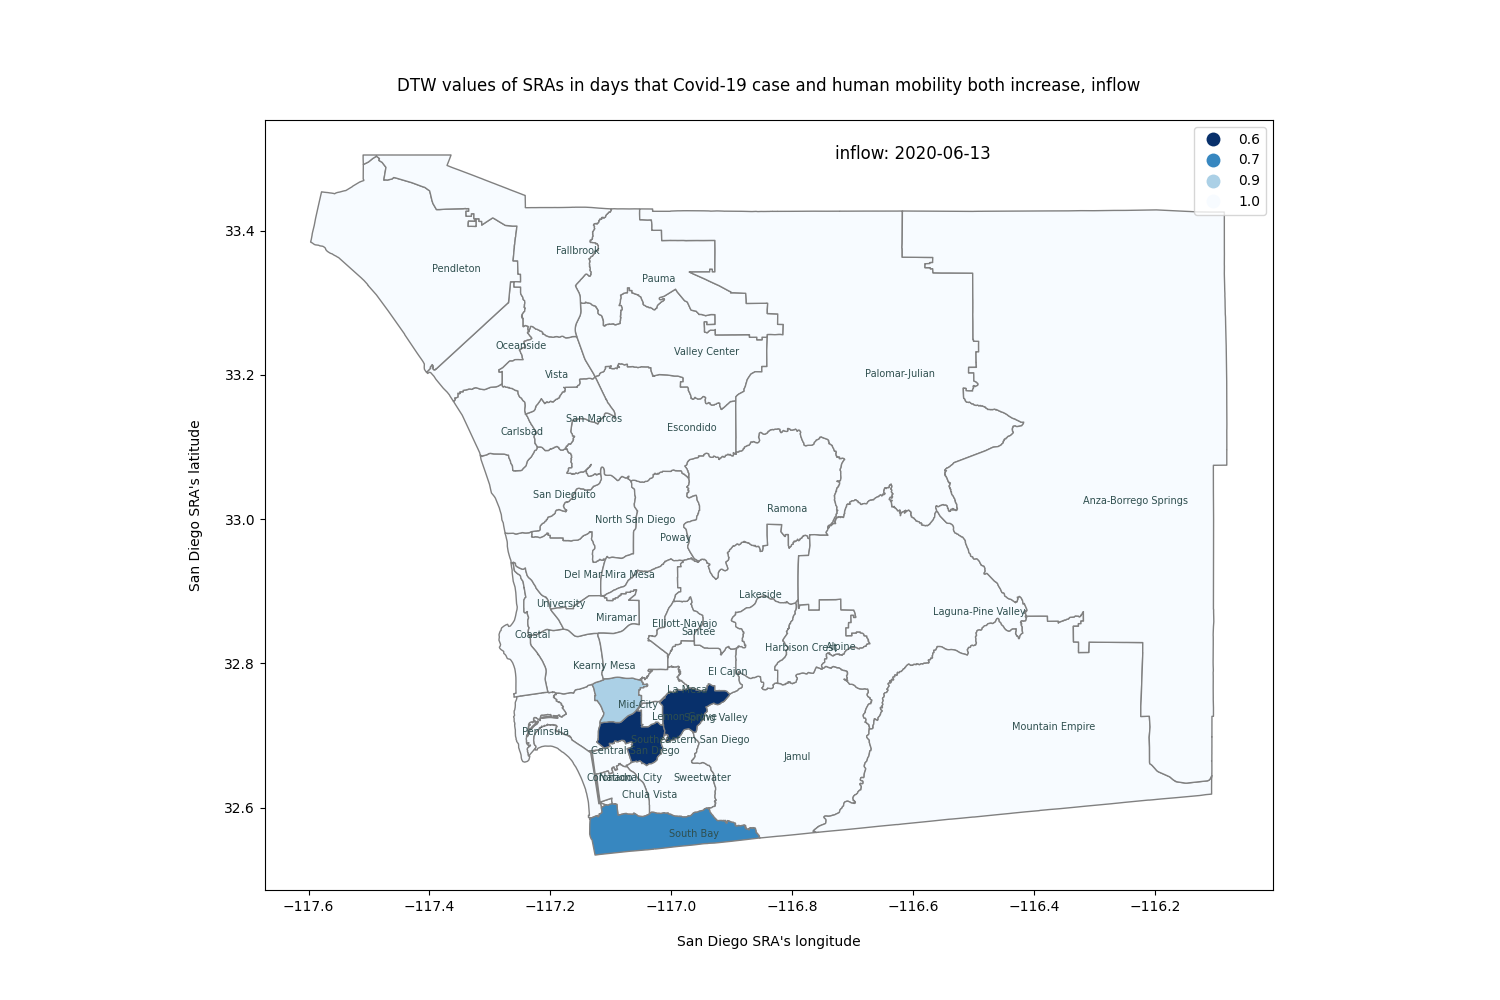 DTW values of SRAs in days that Covid-19 case and human mobility both increase, inflow
inflow: 2020-06-13
0.6
0.7
0.9
1.0
33.4
33.2
33.0
32.8
32.6
San Diego SRA's latitude
Fallbrook
Pendleton
Pauma
Oceanside
Valley Center
Vista
Palomar-Julian
San Marcos
Carlsbad
Escondido
San Dieguito
Anza-Borrego Springs
Ramona
North San Diego
Poway
Del Mar-Mira Mesa
Lakeside
University
Miramar
Laguna-Pine Valley
Elliott-Navajo
Santee
Coastal
Harbison Crest
Alpine
Kearny Mesa
El Cajon
La Mesa
Mid-City
Lemon Grove
Spring Valley
Mountain Empire
Peninsula
Southeastern San Diego
Central San Diego
Jamul
Coronado
National City
Sweetwater
Chula Vista
South Bay
−117.6
−117.4
−117.2
−117.0
−116.8
−116.6
−116.4
−116.2
San Diego SRA's longitude